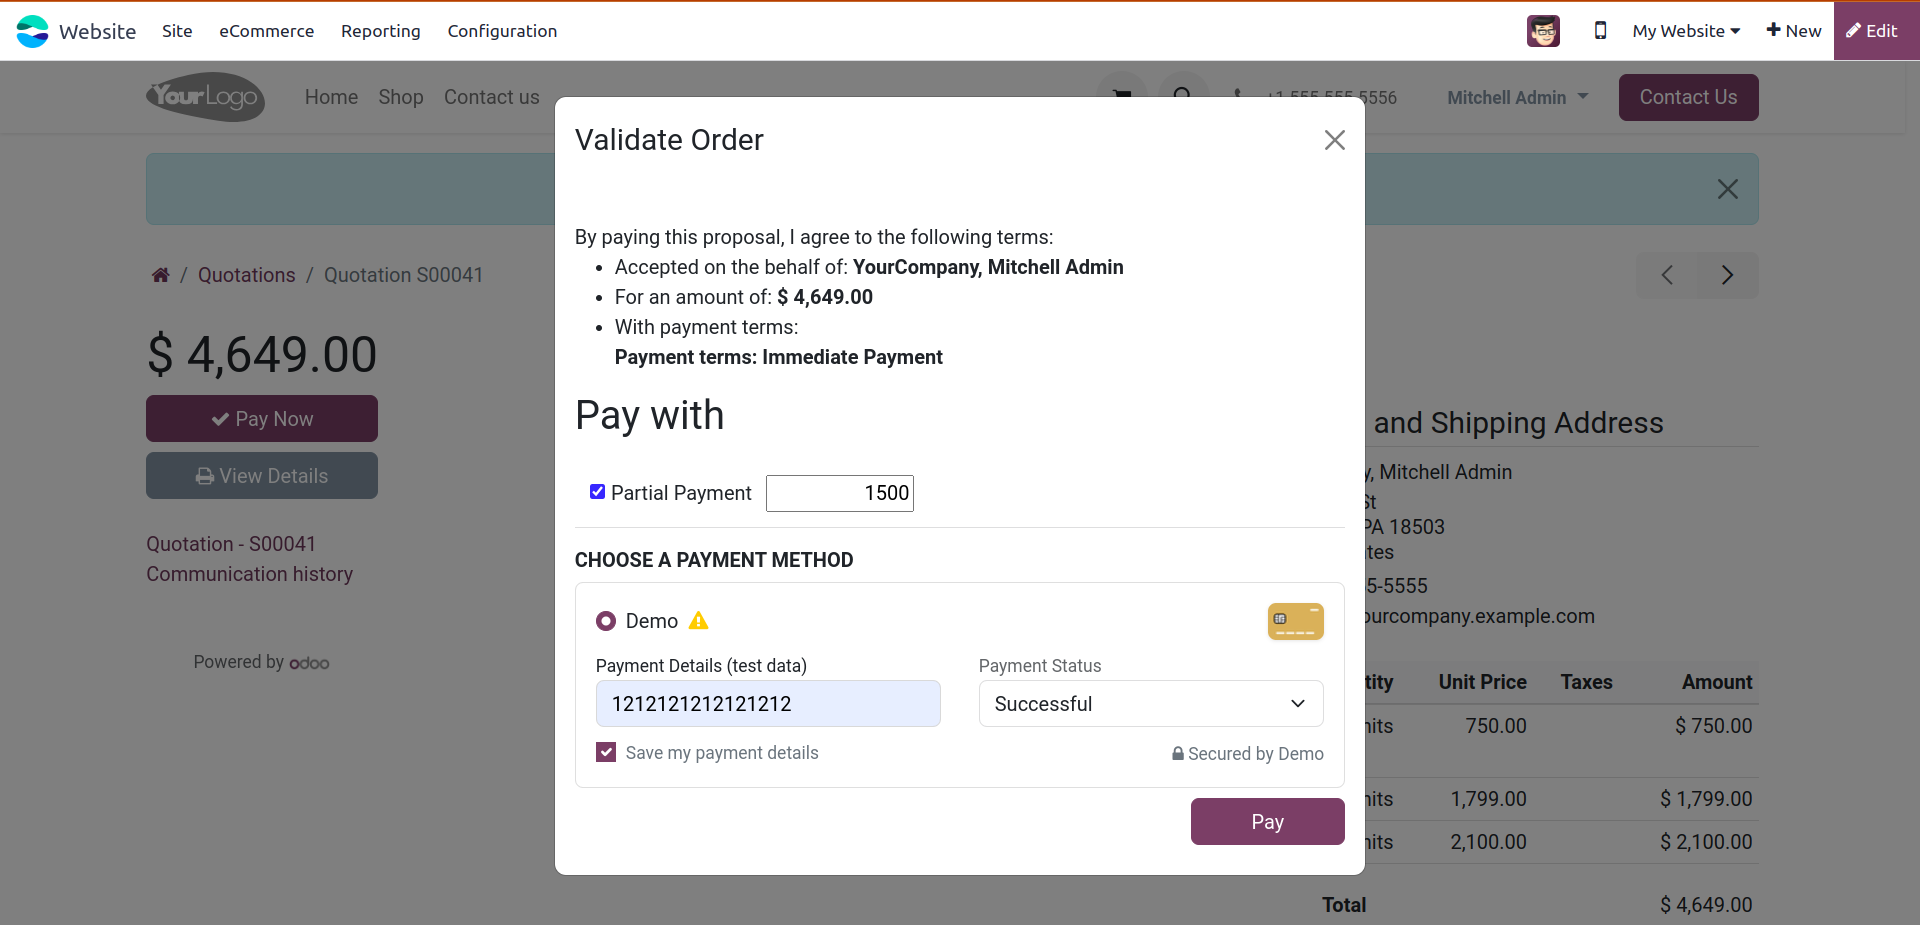 Website Site eCommerce Reporting Configuration My Website New Edit
YourLogo Home Shop Contact us +1 555-555-5556 Mitchell Admin Contact Us
Validate Order
By paying this proposal, I agree to the following terms:
Accepted on the behalf of: YourCompany, Mitchell Admin
For an amount of: $ 4,649.00
With payment terms:
Payment terms: Immediate Payment
Pay with
Partial Payment 1500
CHOOSE A PAYMENT METHOD
Demo
Payment Details (test data) Payment Status
1212121212121212 Successful
Save my payment details Secured by Demo
Pay
/ Quotations / Quotation S00041
$ 4,649.00
Pay Now
View Details
Quotation - S00041
Communication history
Powered by odoo
and Shipping Address
, Mitchell Admin
St
PA 18503
tes
5-5555
ourcompany.example.com
tity Unit Price Taxes Amount
nits 750.00 $ 750.00
nits 1,799.00 $ 1,799.00
nits 2,100.00 $ 2,100.00
Total $ 4,649.00